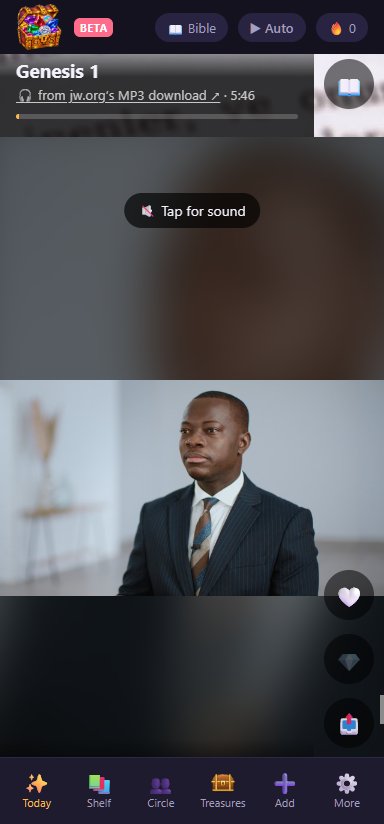 BETA
📖 Bible
▶ Auto
🔥 0
Genesis 1
🎧 from jw.org's MP3 download ↗ · 5:46
Tap for sound
Today
Shelf
Circle
Treasures
Add
More